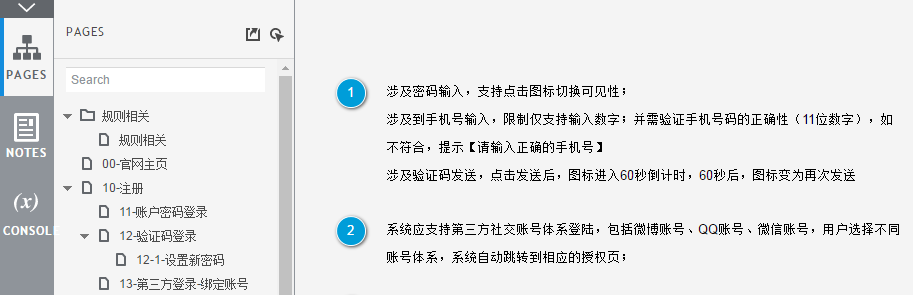 PAGES
NOTES
(x)
CONSOLE
PAGES
Search
规则相关
规则相关
00-官网主页
10-注册
11-账户密码登录
12-验证码登录
12-1-设置新密码
13-第三方登录-绑定账号
1
涉及密码输入，支持点击图标切换可见性；
涉及到手机号输入，限制仅支持输入数字；并需验证手机号码的正确性（11位数字），如
不符合，提示【请输入正确的手机号】
涉及验证码发送，点击发送后，图标进入60秒倒计时，60秒后，图标变为再次发送
2
系统应支持第三方社交账号体系登陆，包括微博账号、QQ账号、微信账号，用户选择不同
账号体系，系统自动跳转到相应的授权页；